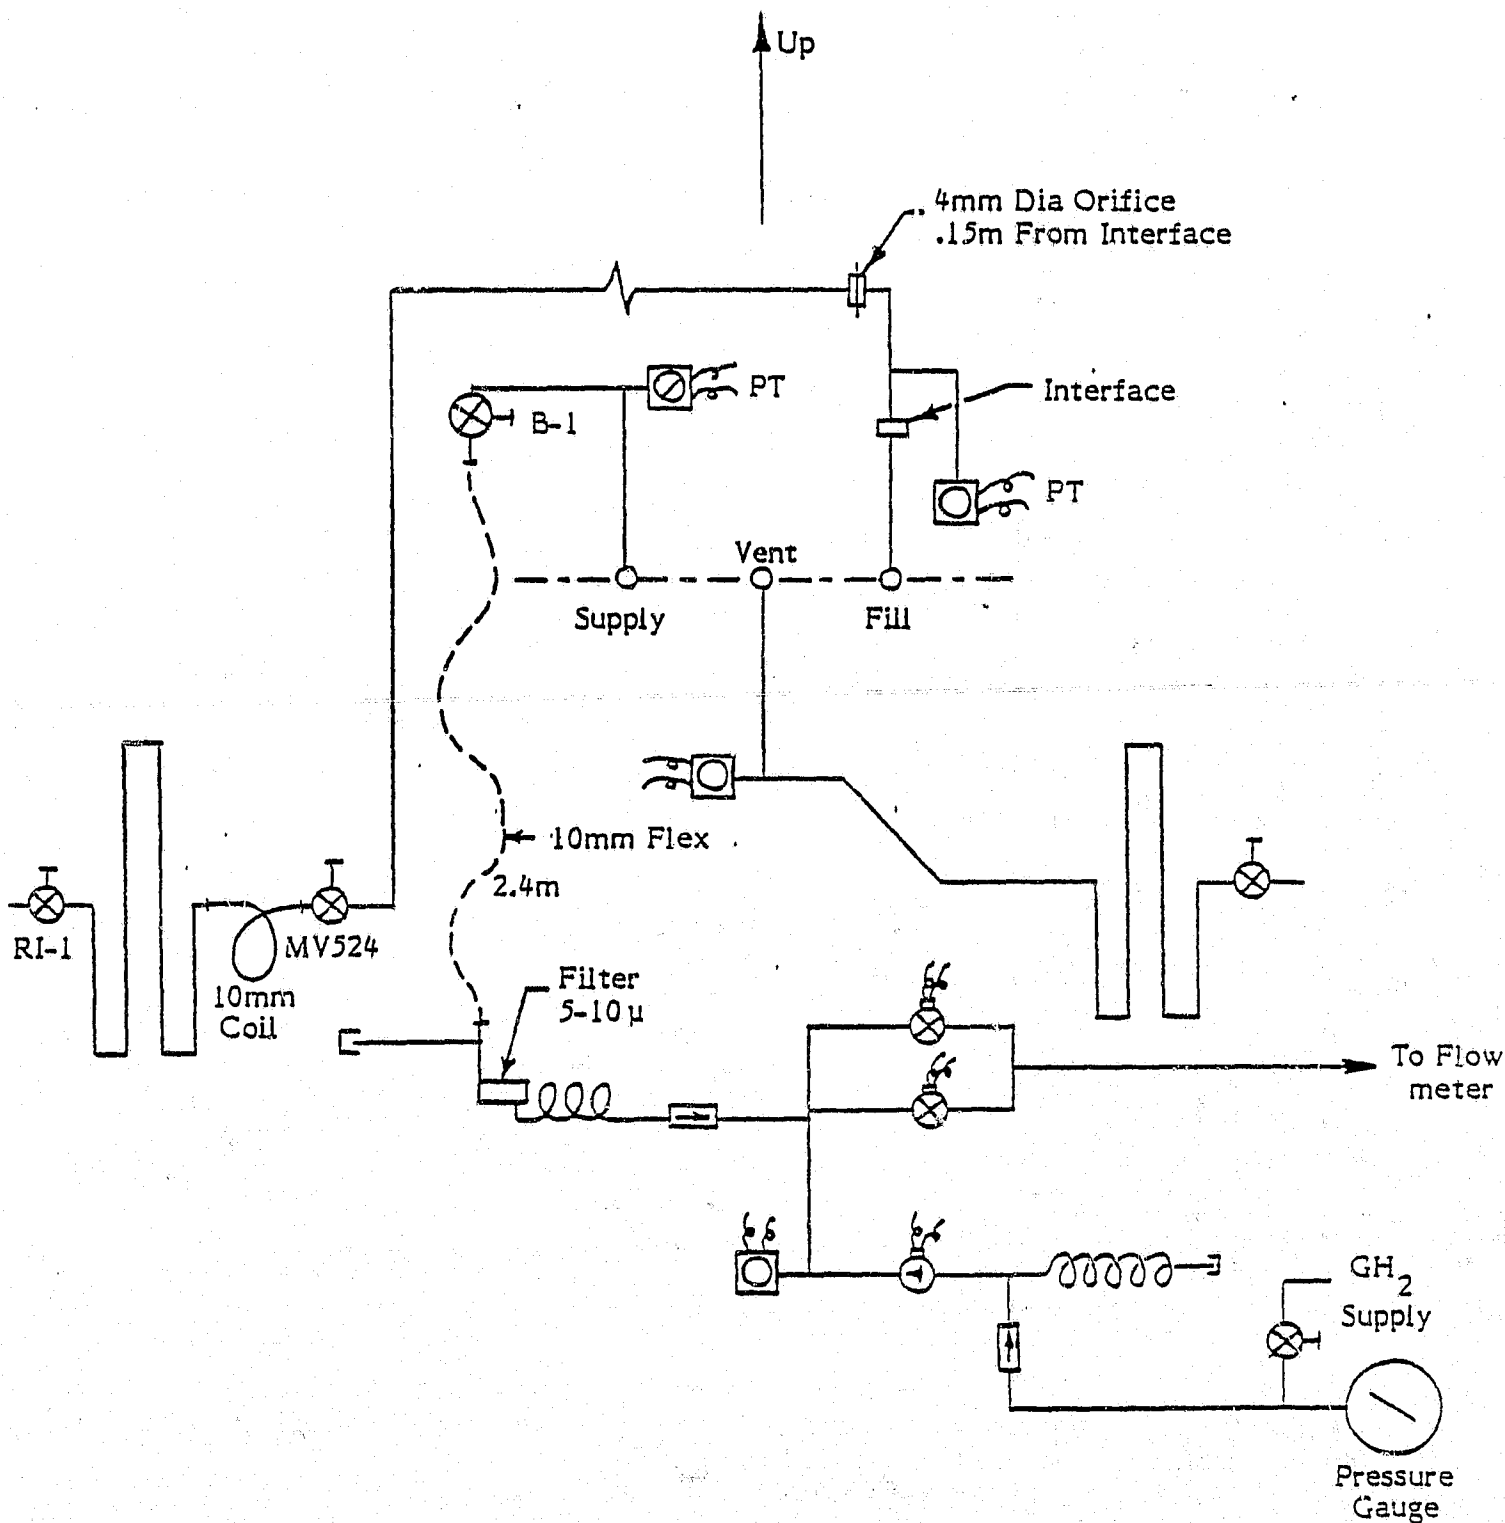 Up
4mm Dia Orifice
.15m From Interface
PT
Interface
B-1
PT
Vent
Supply
Fill
10mm Flex
2.4m
RI-1
MV524
10mm
Coil
Filter
5-10 µ
To Flow
meter
GH2
Supply
Pressure
Gauge